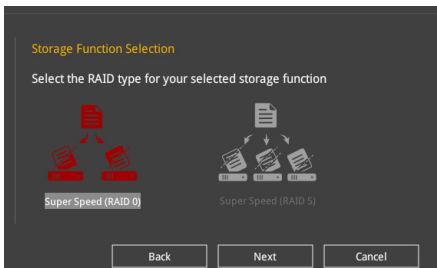 Storage Function Selection
Select the RAID type for your selected storage function
Super Speed (RAID 0)
Super Speed (RAID 5)
Back
Next
Cancel